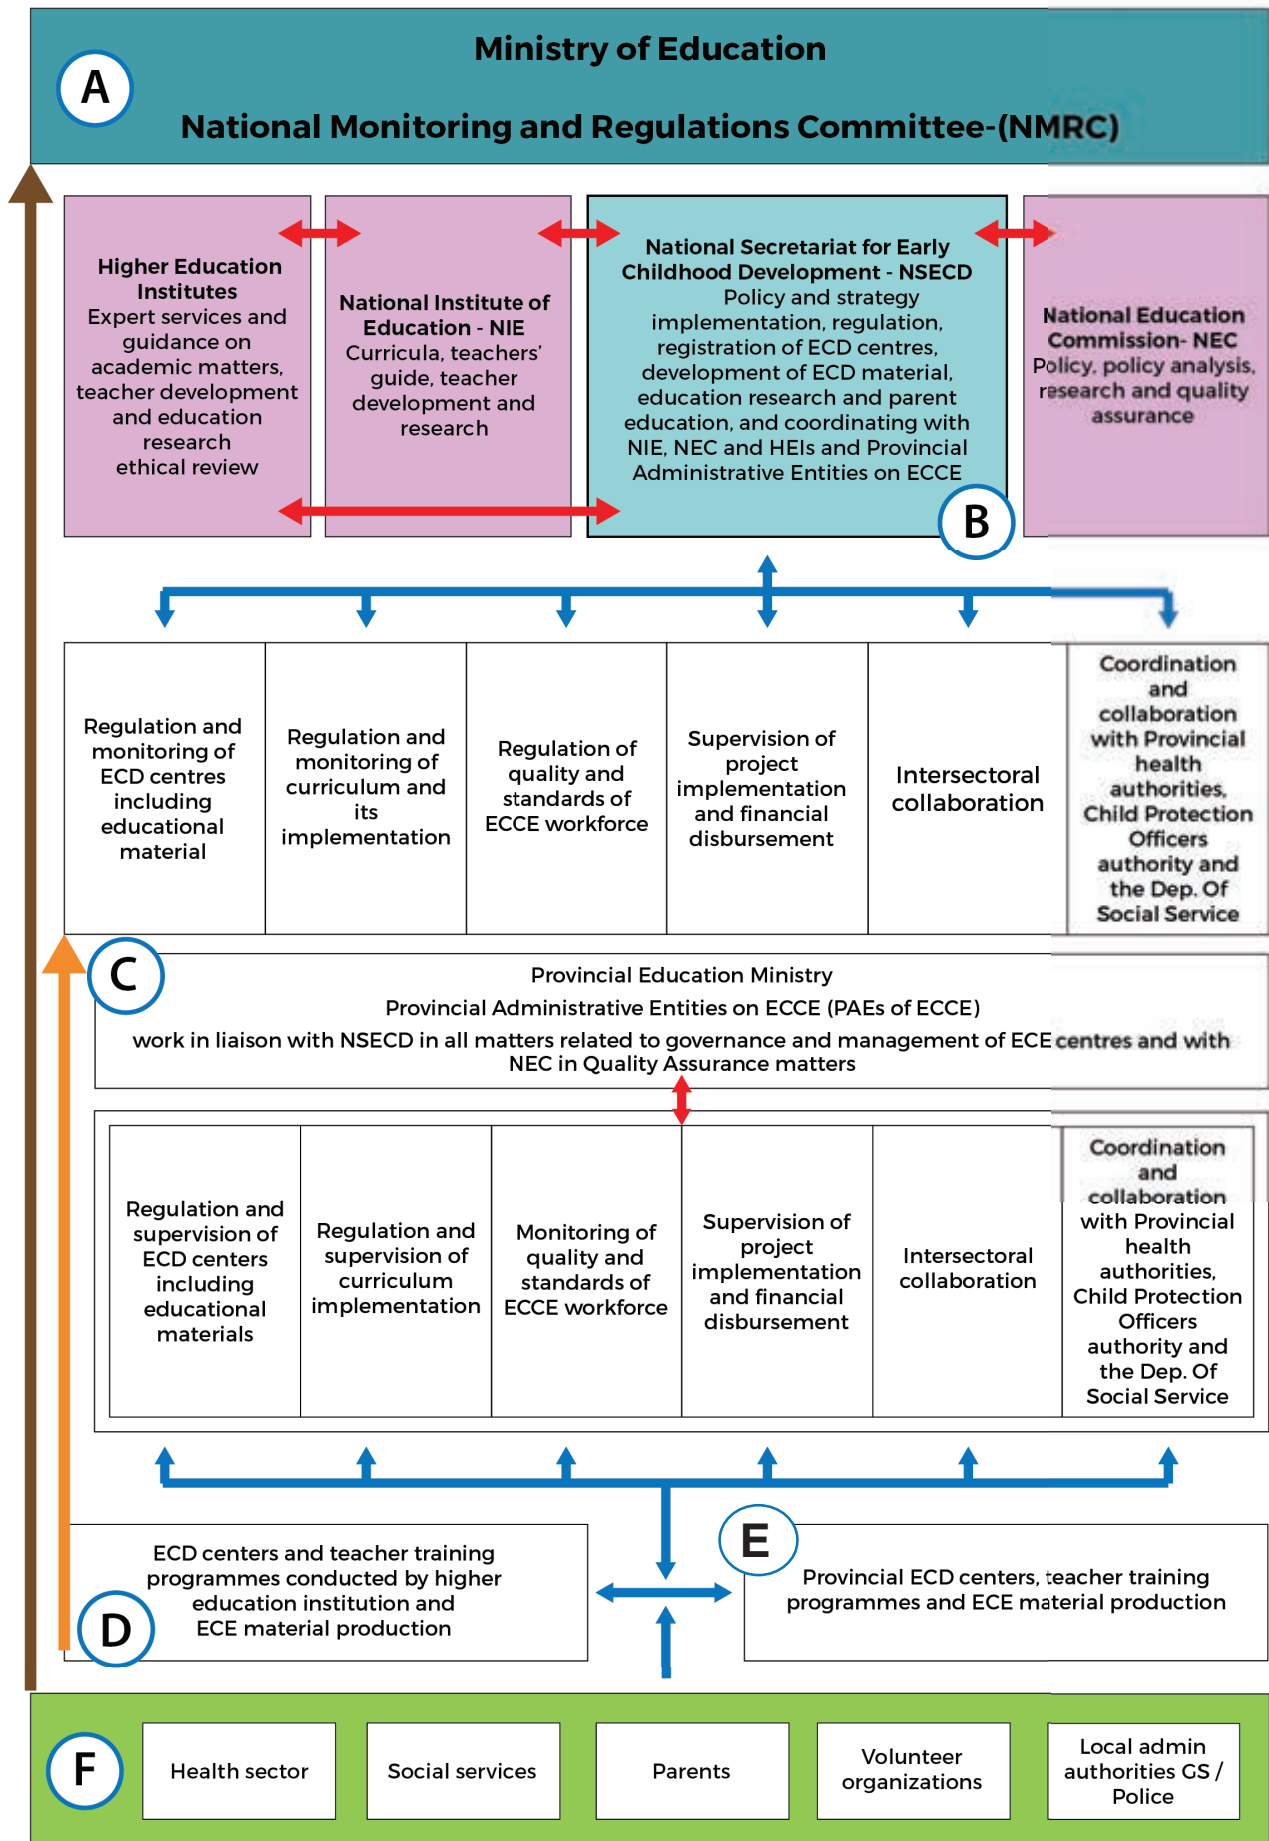 Ministry of Education
A
National Monitoring and Regulations Committee-(NMRC)
Higher Education
Institutes
Expert services and
guidance on
academic matters,
teacher development
and education
research
ethical review
National Institute of
Education - NIE
Curricula, teachers’
guide, teacher
development and
research
National Secretariat for Early
Childhood Development - NSECD
Policy and strategy
implementation, regulation,
registration of ECD centres,
development of ECD material,
education research and parent
education, and coordinating with
NIE, NEC and HEIs and Provincial
Administrative Entities on ECCE
B
National Education
Commission- NEC
Policy, policy analysis,
research and quality
assurance
Regulation and
monitoring of
ECD centres
including
educational
material
Regulation and
monitoring of
curriculum and
its
implementation
Regulation of
quality and
standards of
ECCE workforce
Supervision of
project
implementation
and financial
disbursement
Intersectoral
collaboration
Coordination
and
collaboration
with Provincial
health
authorities,
Child Protection
Officers
authority and
the Dep. Of
Social Service
C
Provincial Education Ministry
Provincial Administrative Entities on ECCE (PAEs of ECCE)
work in liaison with NSECD in all matters related to governance and management of ECE centres and with
NEC in Quality Assurance matters
Regulation and
supervision of
ECD centers
including
educational
materials
Regulation and
supervision of
curriculum
implementation
Monitoring of
quality and
standards of
ECCE workforce
Supervision of
project
implementation
and financial
disbursement
Intersectoral
collaboration
Coordination
and
collaboration
with Provincial
health
authorities,
Child Protection
Officers
authority and
the Dep. Of
Social Service
ECD centers and teacher training
programmes conducted by higher
education institution and
ECE material production
D
E
Provincial ECD centers, teacher training
programmes and ECE material production
F
Health sector
Social services
Parents
Volunteer
organizations
Local admin
authorities GS /
Police